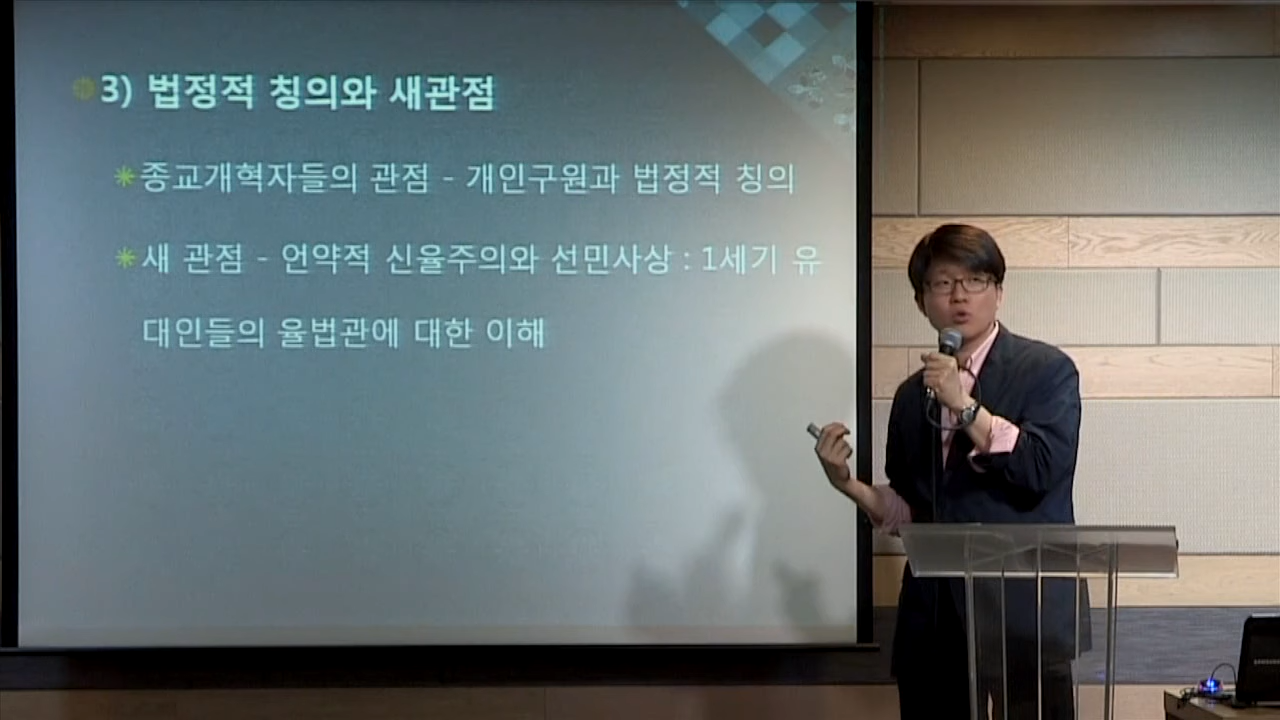 3) 법정적 칭의와 새관점
종교개혁자들의 관점 - 개인구원과 법정적 칭의
새 관점 - 언약적 신율주의와 선민사상 : 1세기 유
대인들의 율법관에 대한 이해